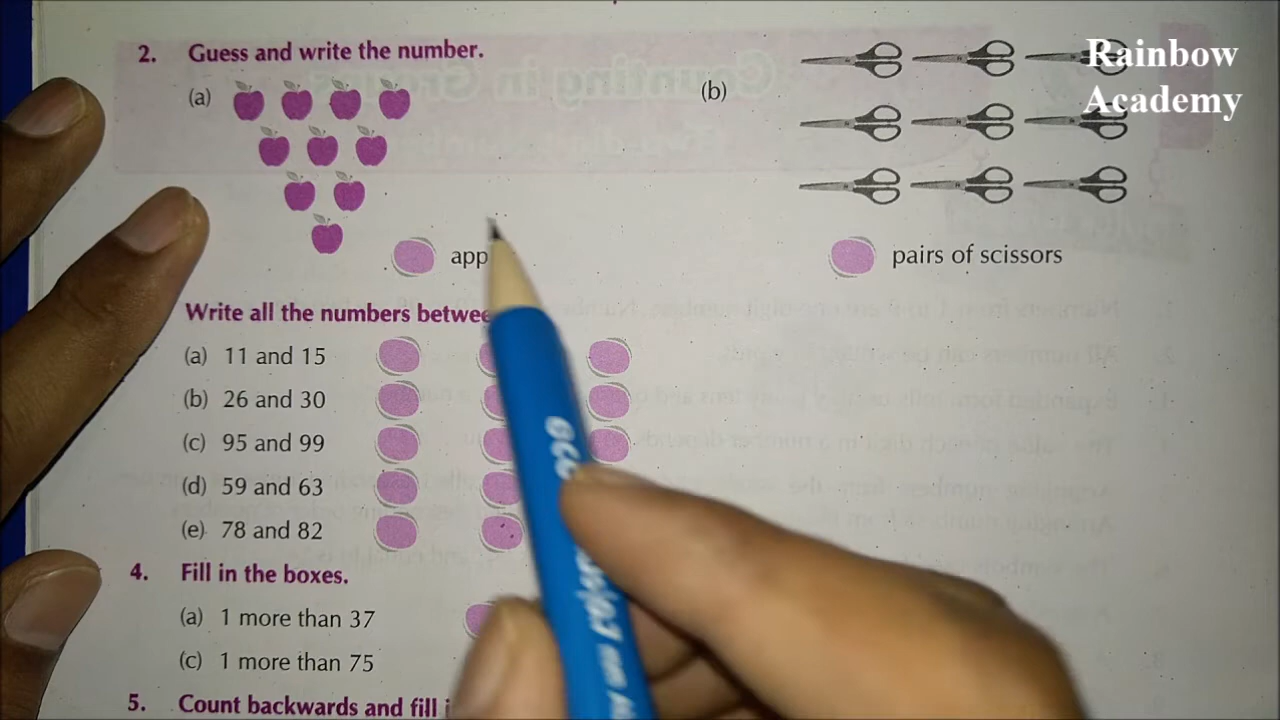 2. Guess and write the number.
(a)
(b)
Rainbow
Academy
app
pairs of scissors
Write all the numbers betwee
(a) 11 and 15
(b) 26 and 30
(c) 95 and 99
(d) 59 and 63
(e) 78 and 82
4. Fill in the boxes.
(a) 1 more than 37
(c) 1 more than 75
5. Count backwards and fill i